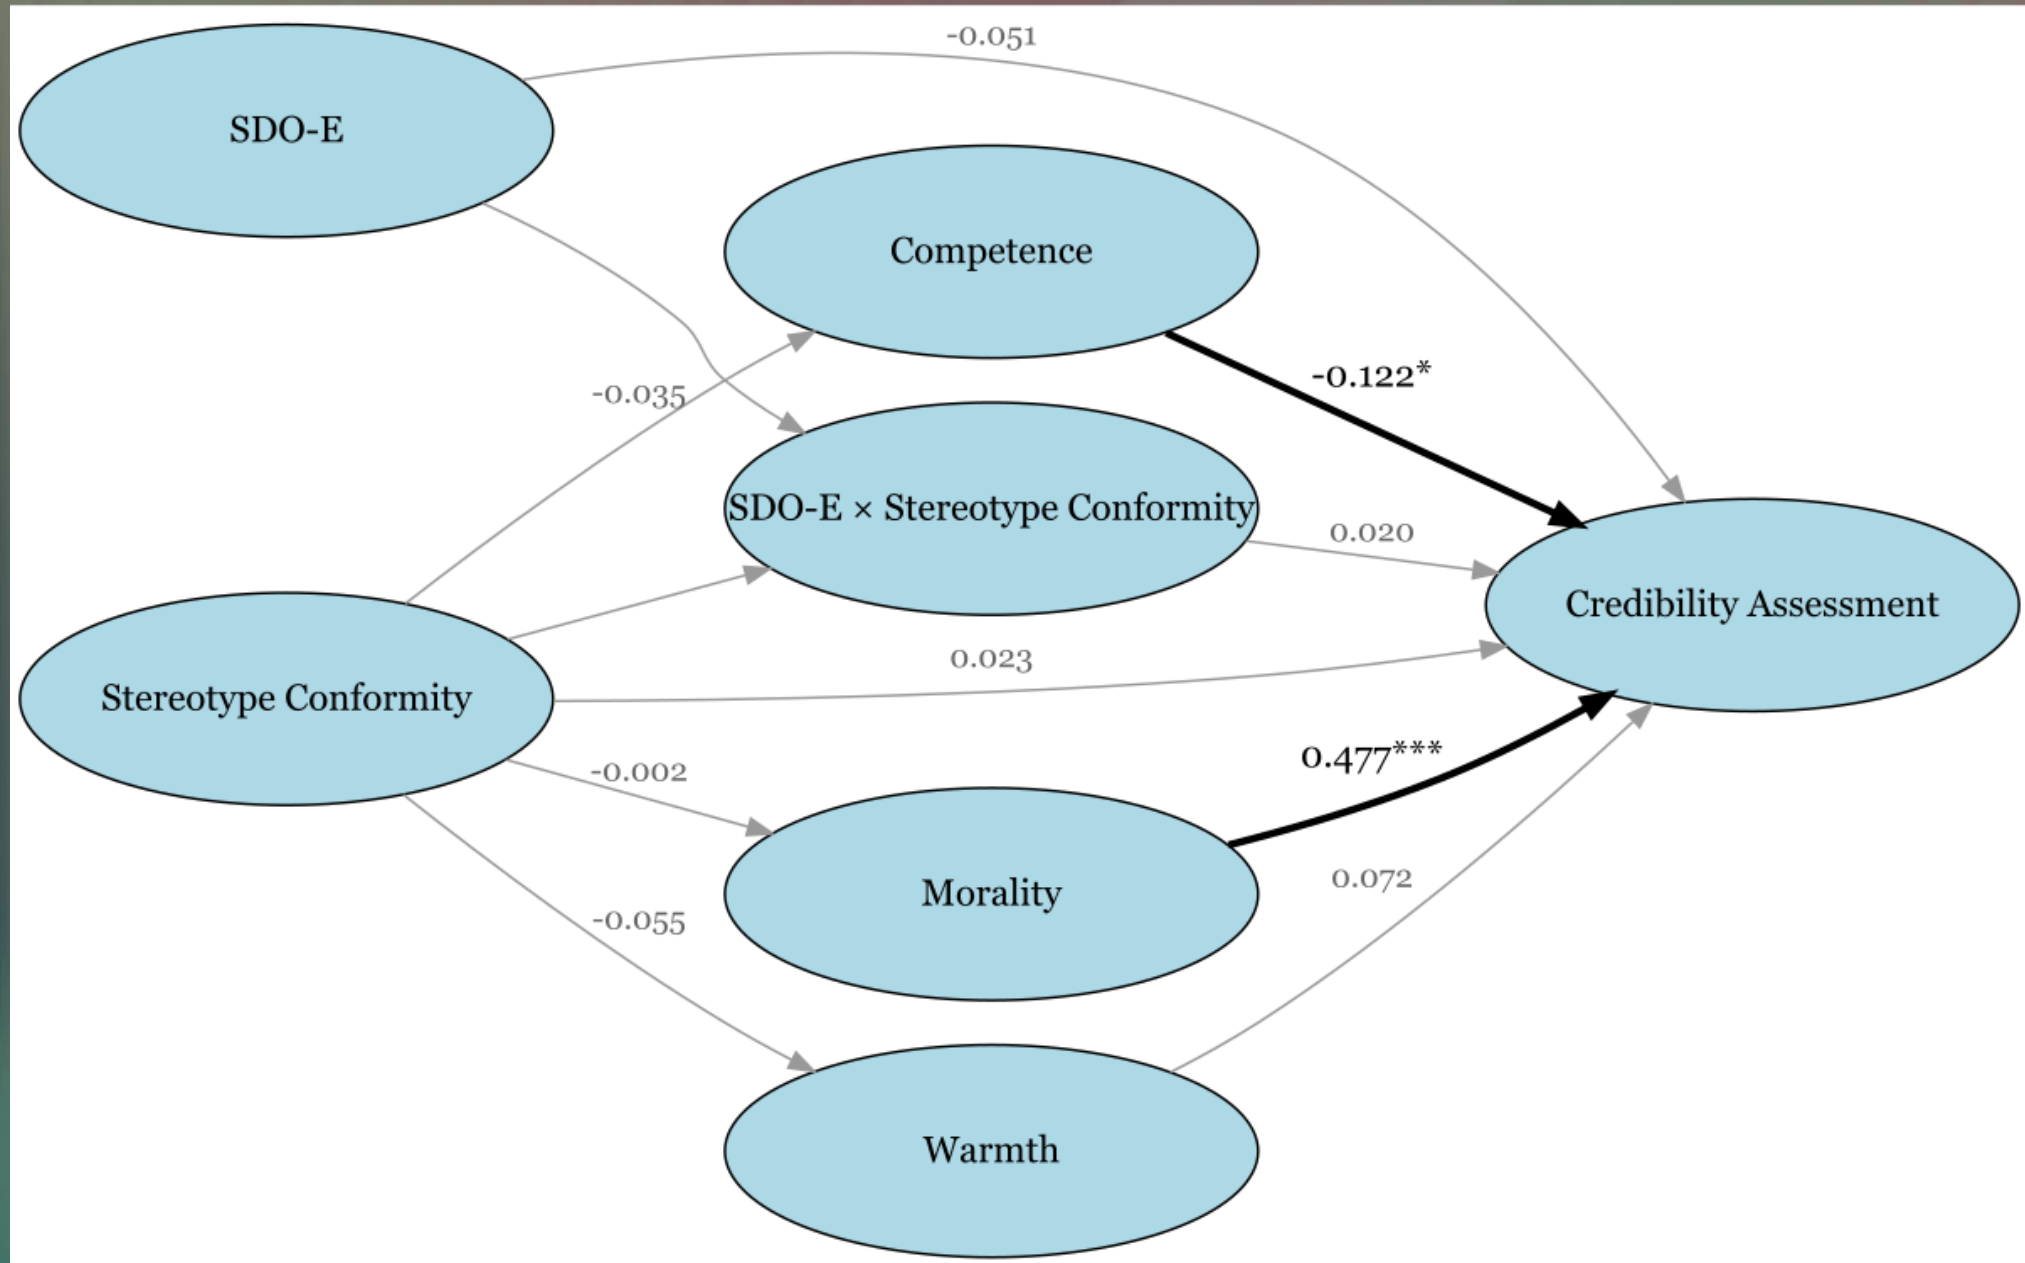 -0.051
SDO-E
Competence
-0.122*
-0.035
SDO-E × Stereotype Conformity
0.020
Credibility Assessment
0.023
Stereotype Conformity
0.477***
-0.002
Morality
0.072
-0.055
Warmth